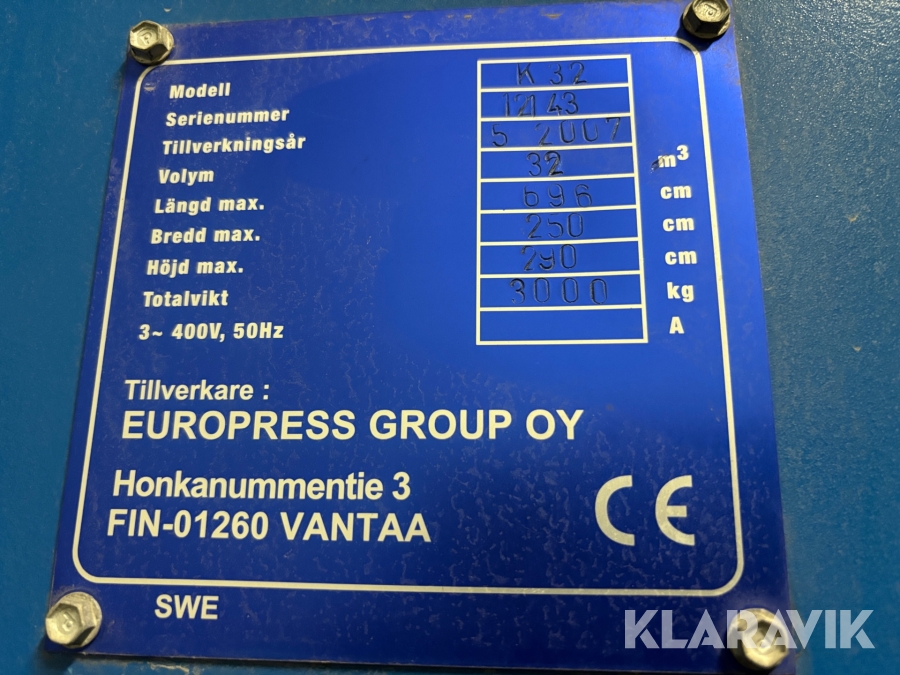 Modell K 32
Serienummer 12143
Tillverkningsår 5 2007
Volym 32 m³
Längd max. 696 cm
Bredd max. 250 cm
Höjd max. 290 cm
Totalvikt 3000 kg
3~ 400V, 50Hz A
Tillverkare :
EUROPRESS GROUP OY
Honkanummentie 3
FIN-01260 VANTAA
CE
SWE
KLARAVIK